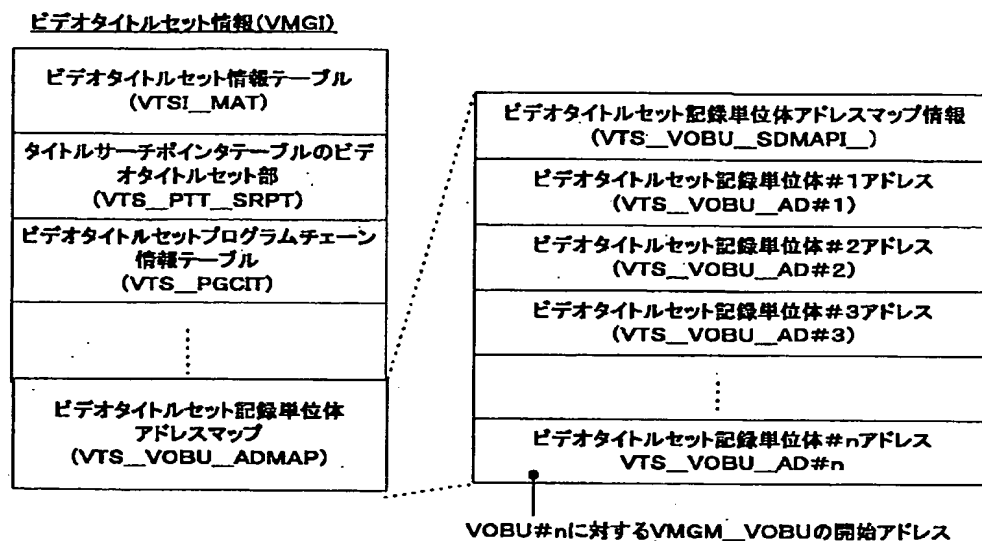 ビデオタイトルセット情報(VMGI)
ビデオタイトルセット情報テーブル
(VTSI__MAT)
タイトルサーチポインタテーブルのビデ
オタイトルセット部
(VTS__PTT__SRPT)
ビデオタイトルセットプログラムチェーン
情報テーブル
(VTS__PGCIT)
ビデオタイトルセット記録単位体
アドレスマップ
(VTS__VOBU__ADMAP)
ビデオタイトルセット記録単位体アドレスマップ情報
(VTS__VOBU__SDMAPI__)
ビデオタイトルセット記録単位体#1アドレス
(VTS__VOBU__AD#1)
ビデオタイトルセット記録単位体#2アドレス
(VTS__VOBU__AD#2)
ビデオタイトルセット記録単位体#3アドレス
(VTS__VOBU__AD#3)
ビデオタイトルセット記録単位体#nアドレス
VTS__VOBU__AD#n
VOBU#nに対するVMGM__VOBUの開始アドレス